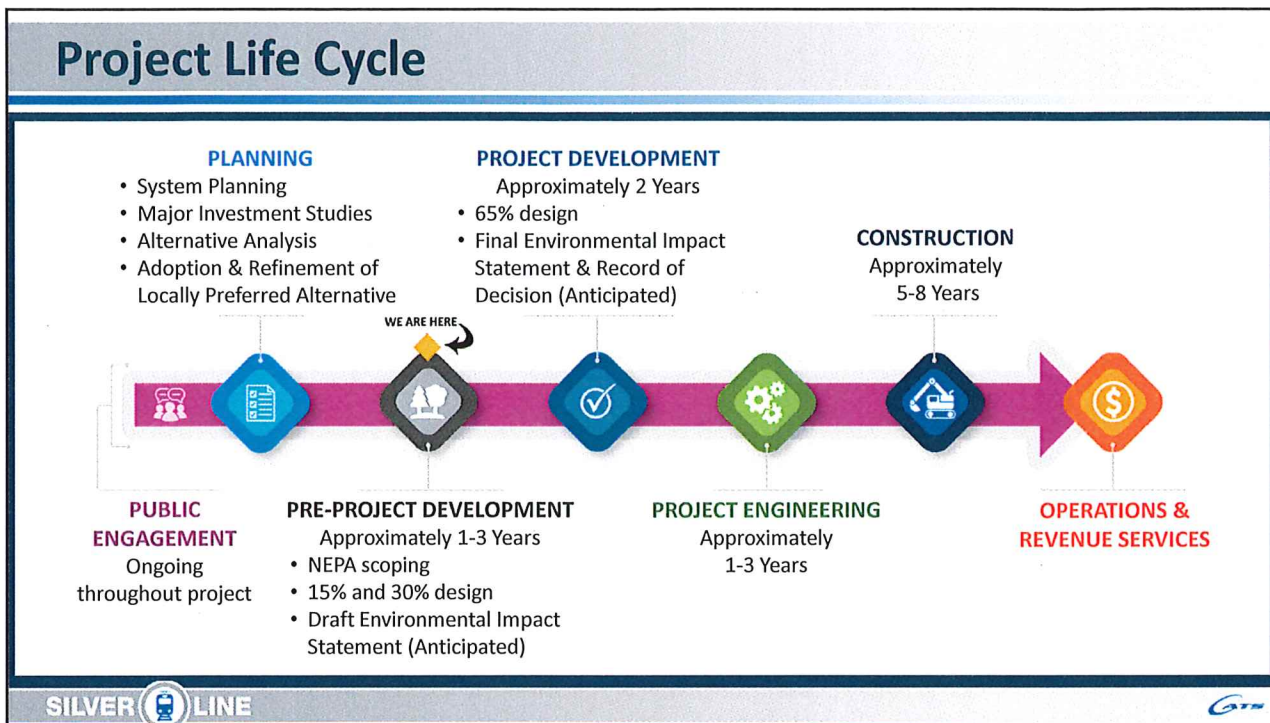 Project Life Cycle
PLANNING
• System Planning
• Major Investment Studies
• Alternative Analysis
• Adoption & Refinement of
Locally Preferred Alternative
PROJECT DEVELOPMENT
Approximately 2 Years
• 65% design
• Final Environmental Impact
Statement & Record of
Decision (Anticipated)
CONSTRUCTION
Approximately
5-8 Years
WE ARE HERE
$
PUBLIC
ENGAGEMENT
Ongoing
throughout project
PRE-PROJECT DEVELOPMENT
Approximately 1-3 Years
• NEPA scoping
• 15% and 30% design
• Draft Environmental Impact
Statement (Anticipated)
PROJECT ENGINEERING
Approximately
1-3 Years
OPERATIONS &
REVENUE SERVICES
SILVER LINE
CATS